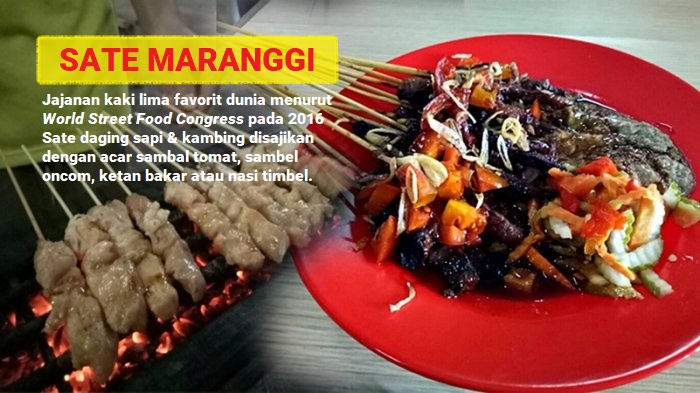 SATE MARANGGI
Jajanan kaki lima favorit dunia menurut
World Street Food Congress pada 2016
Sate daging sapi & kambing disajikan
dengan acar sambal tomat, sambel
oncom, ketan bakar atau nasi timbel.